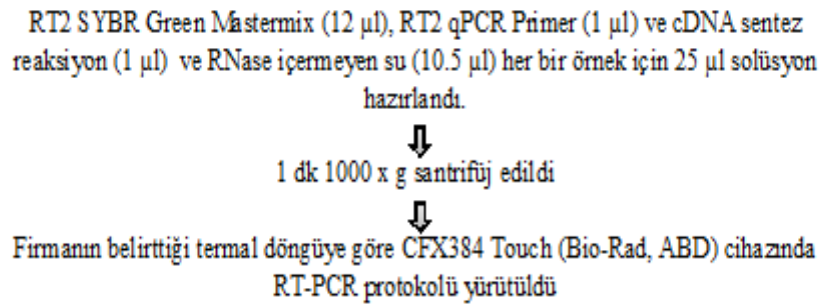 RT2 SYBR Green Mastermix (12 µl), RT2 qPCR Primer (1 µl) ve cDNA sentez
reaksiyon (1 µl) ve RNase içermeyen su (10.5 µl) her bir örnek için 25 µl solüsyon
hazırlandı.
1 dk 1000 x g santrifüj edildi
Firmanın belirttiği termal döngüye göre CFX384 Touch (Bio-Rad, ABD) cihazında
RT-PCR protokolü yürütüldü